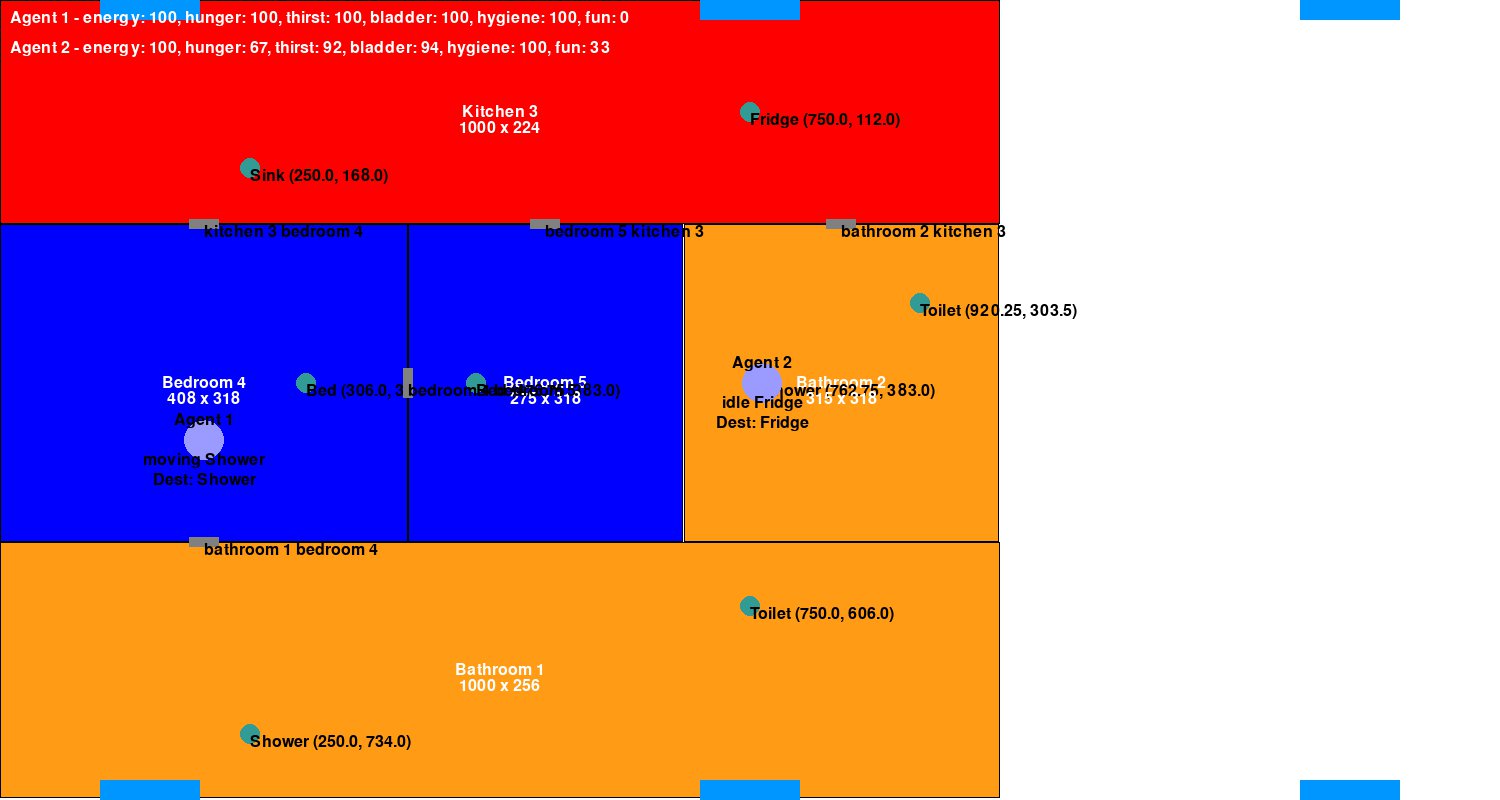 Agent 1 - energy: 100, hunger: 100, thirst: 100, bladder: 100, hygiene: 100, fun: 0
Agent 2 - energy: 100, hunger: 67, thirst: 92, bladder: 94, hygiene: 100, fun: 33
Kitchen 3
1000 x 224
Fridge (750.0, 112.0)
Sink (250.0, 168.0)
kitchen 3 bedroom 4
bedroom 5 kitchen 3
bathroom 2 kitchen 3
Toilet (920.25, 303.5)
Agent 2
Bedroom 4
408 x 318
Bed (306.0, 3
bedroom
Bedroom 5
275 x 318
Bathroom 2
315 x 318
(762.75, 383.0)
idle Fridge
Dest: Fridge
Agent 1
moving Shower
Dest: Shower
bathroom 1 bedroom 4
Toilet (750.0, 606.0)
Bathroom 1
1000 x 256
Shower (250.0, 734.0)